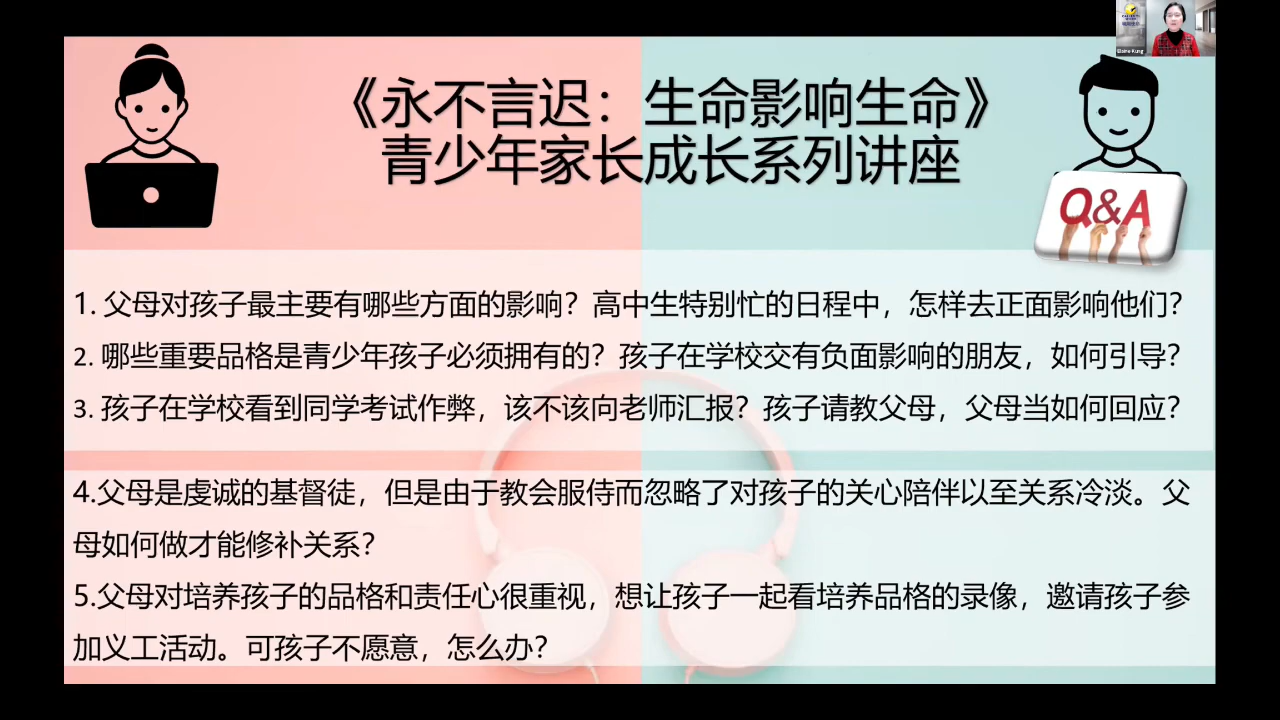 《永不言迟：生命影响生命》
青少年家长成长系列讲座
Q&A
1. 父母对孩子最主要有哪些方面的影响？高中生特别忙的日程中，怎样去正面影响他们？
2. 哪些重要品格是青少年孩子必须拥有的？孩子在学校交有负面影响的朋友，如何引导？
3. 孩子在学校看到同学考试作弊，该不该向老师汇报？孩子请教父母，父母当如何回应？
4.父母是虔诚的基督徒，但是由于教会服侍而忽略了对孩子的关心陪伴以至关系冷淡。父
母如何做才能修补关系？
5.父母对培养孩子的品格和责任心很重视，想让孩子一起看培养品格的录像，邀请孩子参
加义工活动。可孩子不愿意，怎么办？
Elaine Kung